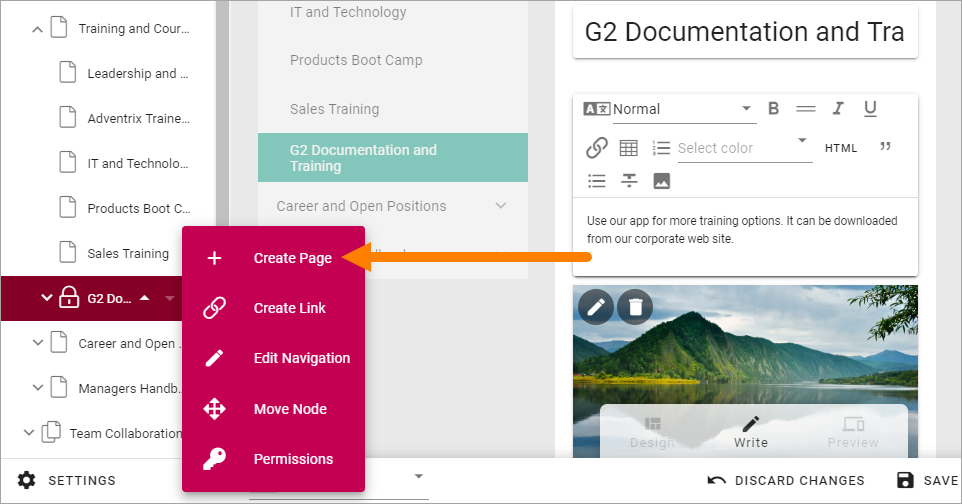 Training and Cour...
Leadership and ...
Adventrix Traine...
IT and Technolo...
Products Boot C...
Sales Training
G2 Do...
Career and Open .
Managers Handb..
Team Collaboration
SETTINGS
Create Page
Create Link
Edit Navigation
Move Node
Permissions
IT and Technology
Products Boot Camp
Sales Training
G2 Documentation and
Training
Career and Open Positions
G2 Documentation and Tra
Normal
B
I
U
Select color
HTML
Use our app for more training options. It can be downloaded
from our corporate web site.
Design
Write
Preview
DISCARD CHANGES
SAVE